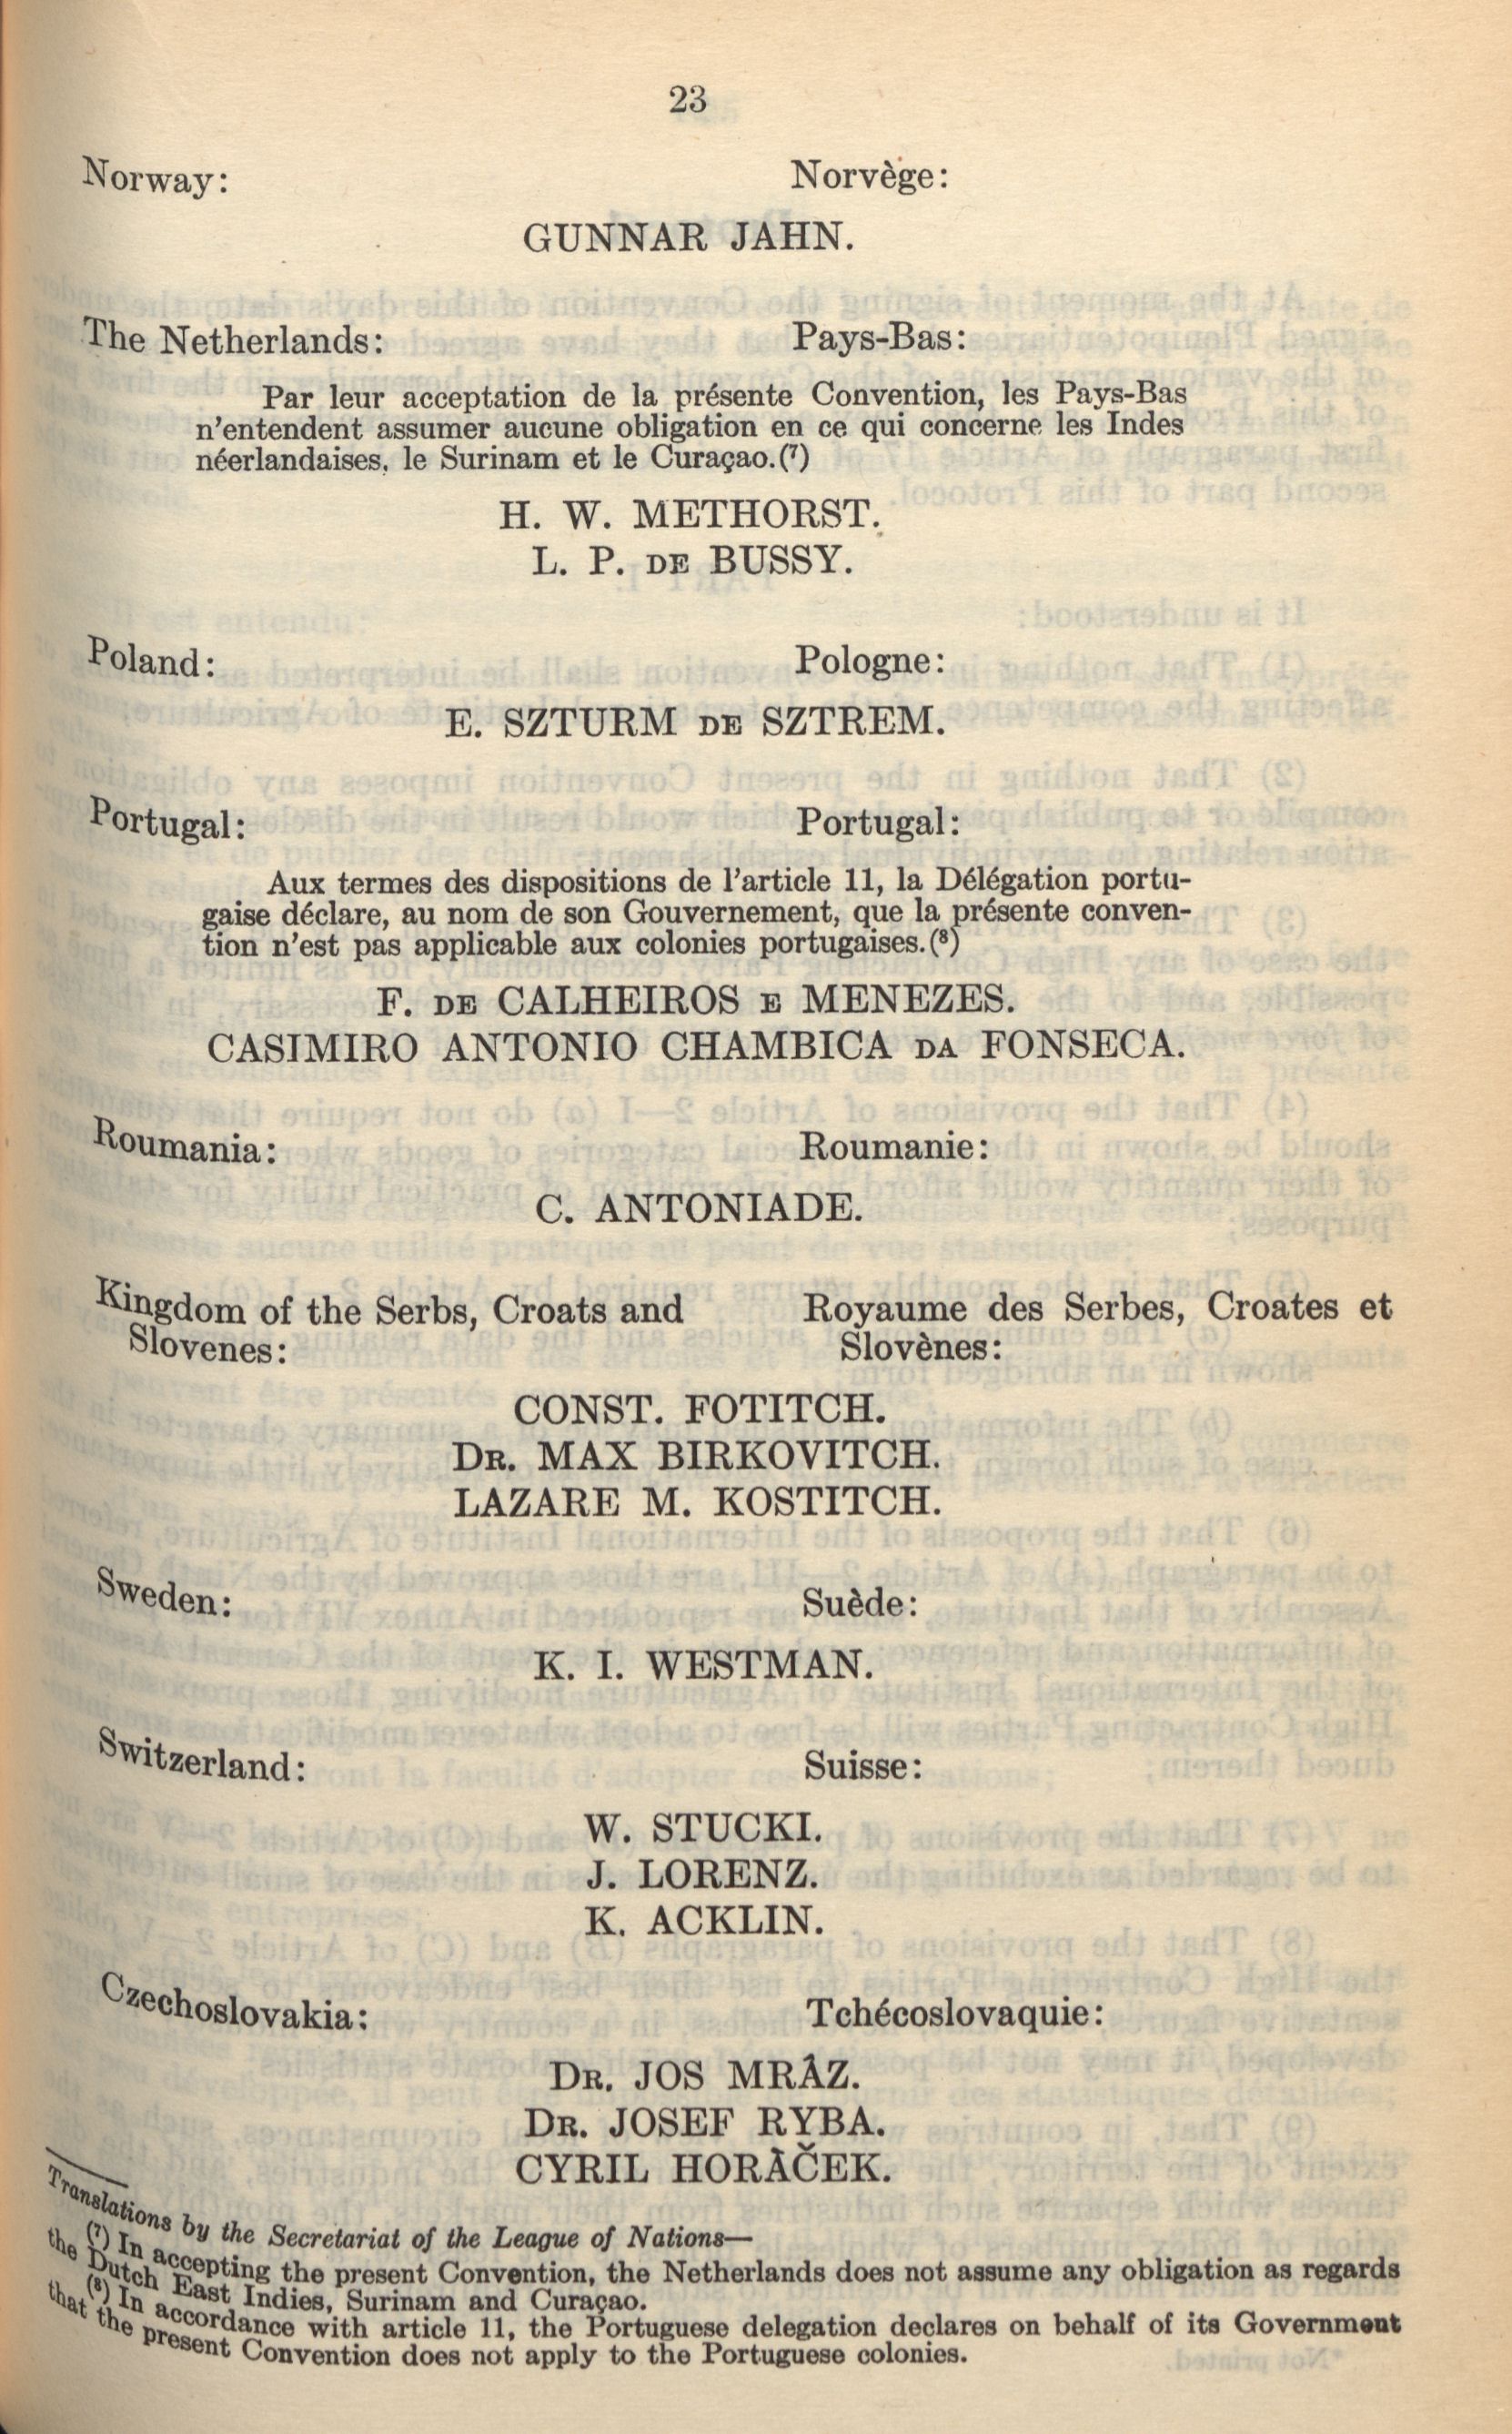 23
Norway: Norvège:
GUNNAR JAHN.
The Netherlands: Pays-Bas:
Par leur acceptation de la présente Convention, les Pays-Bas
n'entendent assumer aucune obligation en ce qui concerne les Indes
néerlandaises, le Surinam et le Curaçao.(⁷)
H. W. METHORST.
L. P. DE BUSSY.
Poland: Pologne:
E. SZTURM DE SZTREM.
Portugal: Portugal:
Aux termes des dispositions de l'article 11, la Délégation portu-
gaise déclare, au nom de son Gouvernement, que la présente conven-
tion n'est pas applicable aux colonies portugaises.(⁸)
F. DE CALHEIROS E MENEZES.
CASIMIRO ANTONIO CHAMBICA DA FONSECA.
Roumania: Roumanie:
C. ANTONIADE.
Kingdom of the Serbs, Croats and Royaume des Serbes, Croates et
Slovenes: Slovènes:
CONST. FOTITCH.
DR. MAX BIRKOVITCH.
LAZARE M. KOSTITCH.
Sweden: Suède:
K. I. WESTMAN.
Switzerland: Suisse:
W. STUCKI.
J. LORENZ.
K. ACKLIN.
Czechoslovakia: Tchécoslovaquie:
DR. JOS MRÂZ.
DR. JOSEF RYBA.
CYRIL HORÂČEK.
Translations by the Secretariat of the League of Nations—
(⁷) In accepting the present Convention, the Netherlands does not assume any obligation as regards
the Dutch East Indies, Surinam and Curaçao.
(⁸) In accordance with article 11, the Portuguese delegation declares on behalf of its Government
that the present Convention does not apply to the Portuguese colonies.